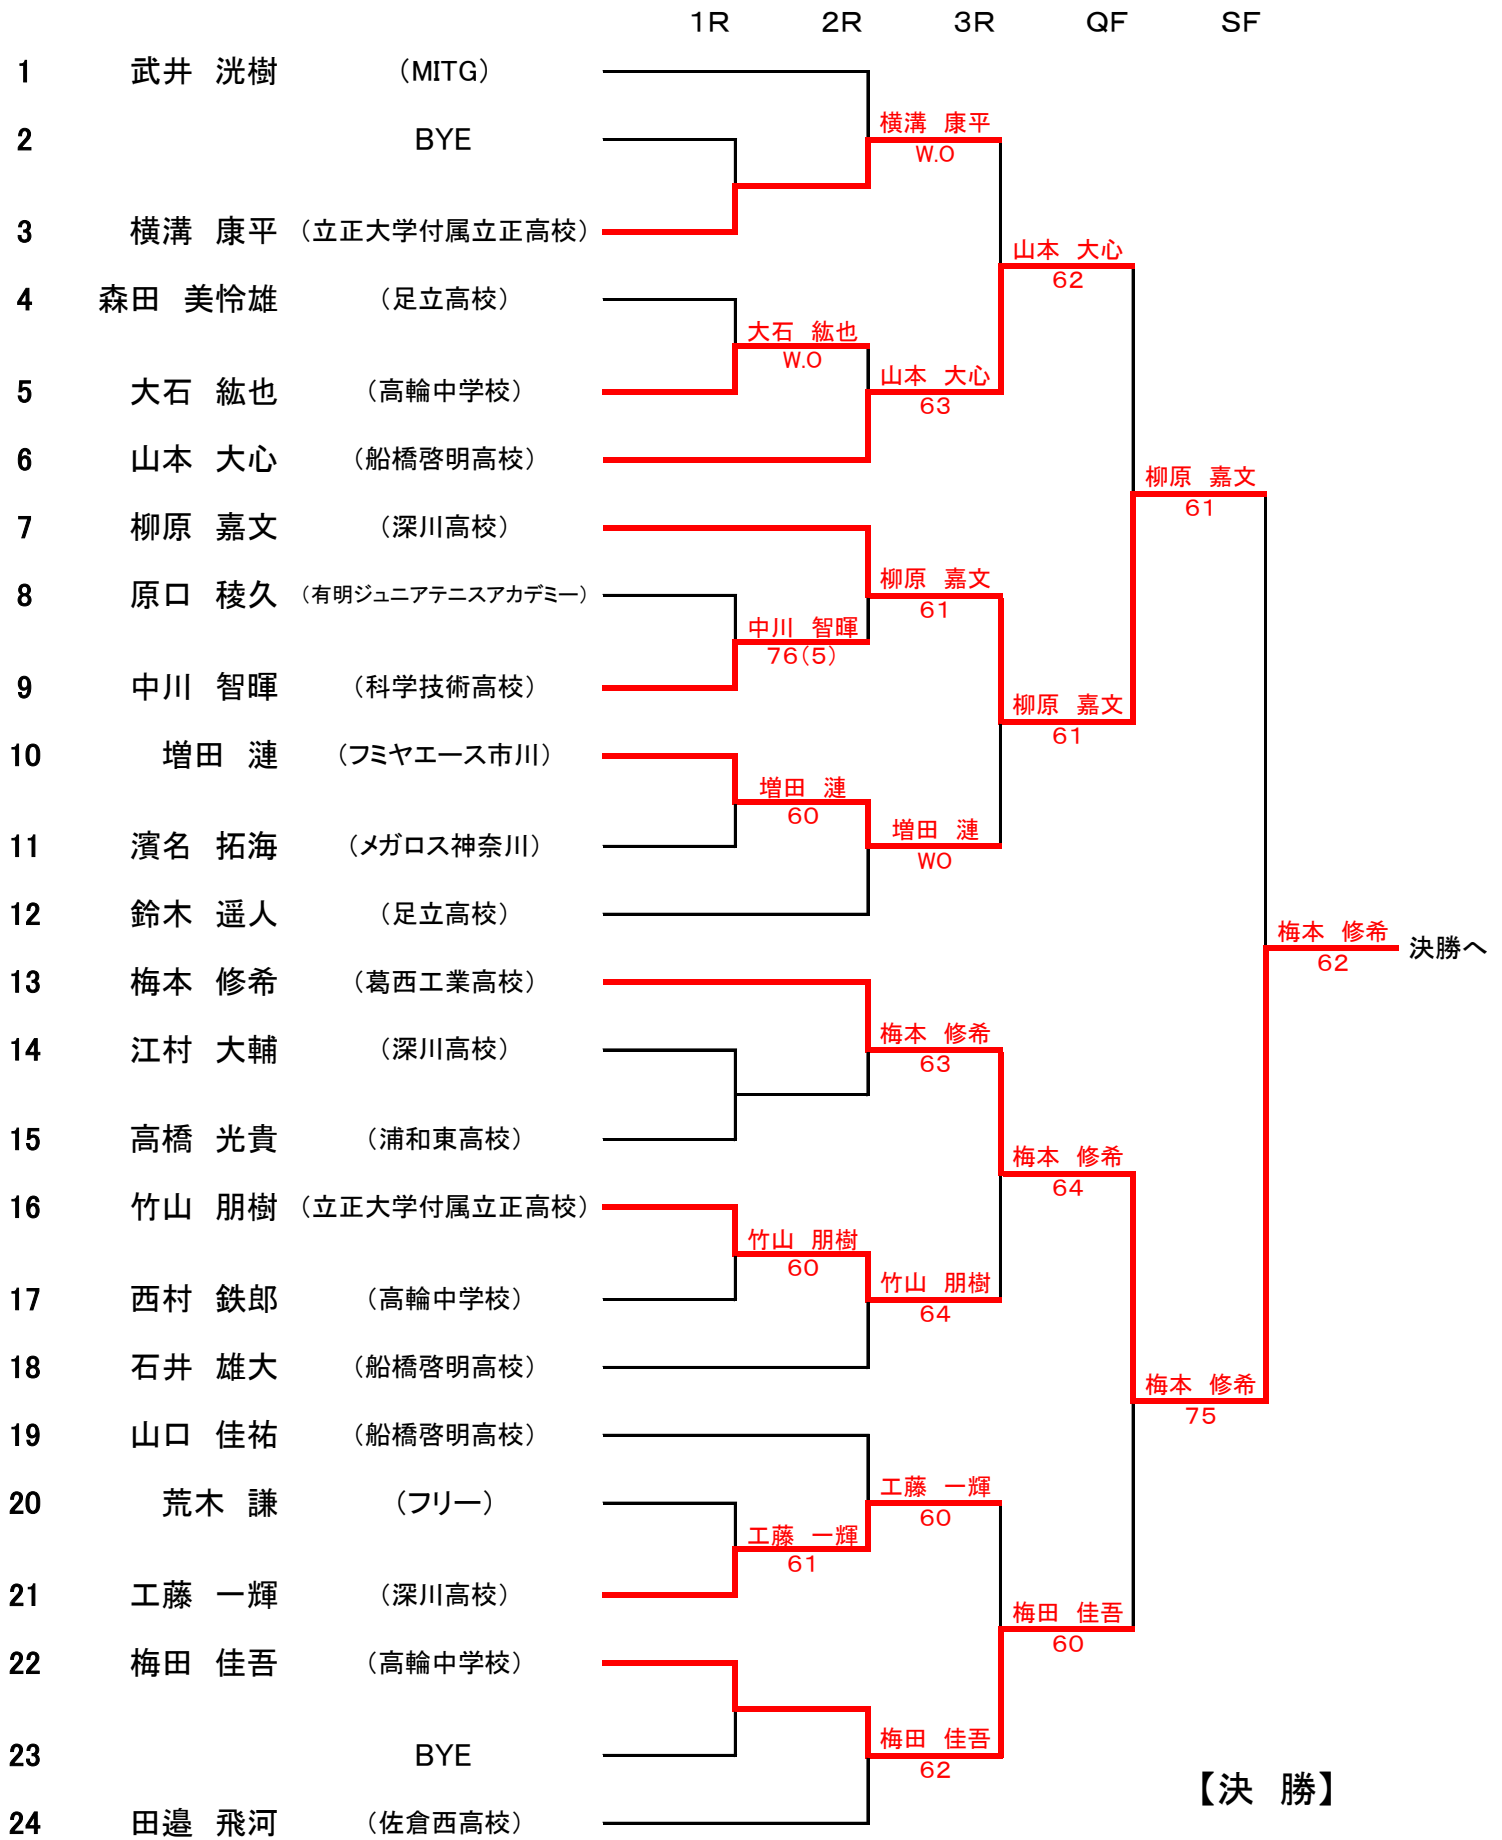 1R 2R 3R QF SF
1 武井 洸樹 （MITG）
横溝 康平
2 BYE
W.O
3 横溝 康平 （立正大学付属立正高校）
山本 大心
62
4 森田 美怜雄 （足立高校）
大石 紘也
W.O
山本 大心
5 大石 紘也 （高輪中学校）
63
6 山本 大心 （船橋啓明高校）
柳原 嘉文
61
7 柳原 嘉文 （深川高校）
柳原 嘉文
8 原口 稜久 （有明ジュニアテニスアカデミー）
61
中川 智暉
76(5)
9 中川 智暉 （科学技術高校）
柳原 嘉文
61
10 増田 漣 （フミヤエース市川）
増田 漣
60
増田 漣
11 濱名 拓海 （メガロス神奈川）
WO
12 鈴木 遥人 （足立高校）
梅本 修希
決勝へ
62
13 梅本 修希 （葛西工業高校）
梅本 修希
14 江村 大輔 （深川高校）
63
15 高橋 光貴 （浦和東高校）
梅本 修希
64
16 竹山 朋樹 （立正大学付属立正高校）
竹山 朋樹
60
竹山 朋樹
17 西村 鉄郎 （高輪中学校）
64
18 石井 雄大 （船橋啓明高校）
梅本 修希
75
19 山口 佳祐 （船橋啓明高校）
工藤 一輝
20 荒木 謙 （フリー）
60
工藤 一輝
61
21 工藤 一輝 （深川高校）
梅田 佳吾
60
22 梅田 佳吾 （高輪中学校）
梅田 佳吾
23 BYE
62
【決 勝】
24 田邉 飛河 （佐倉西高校）